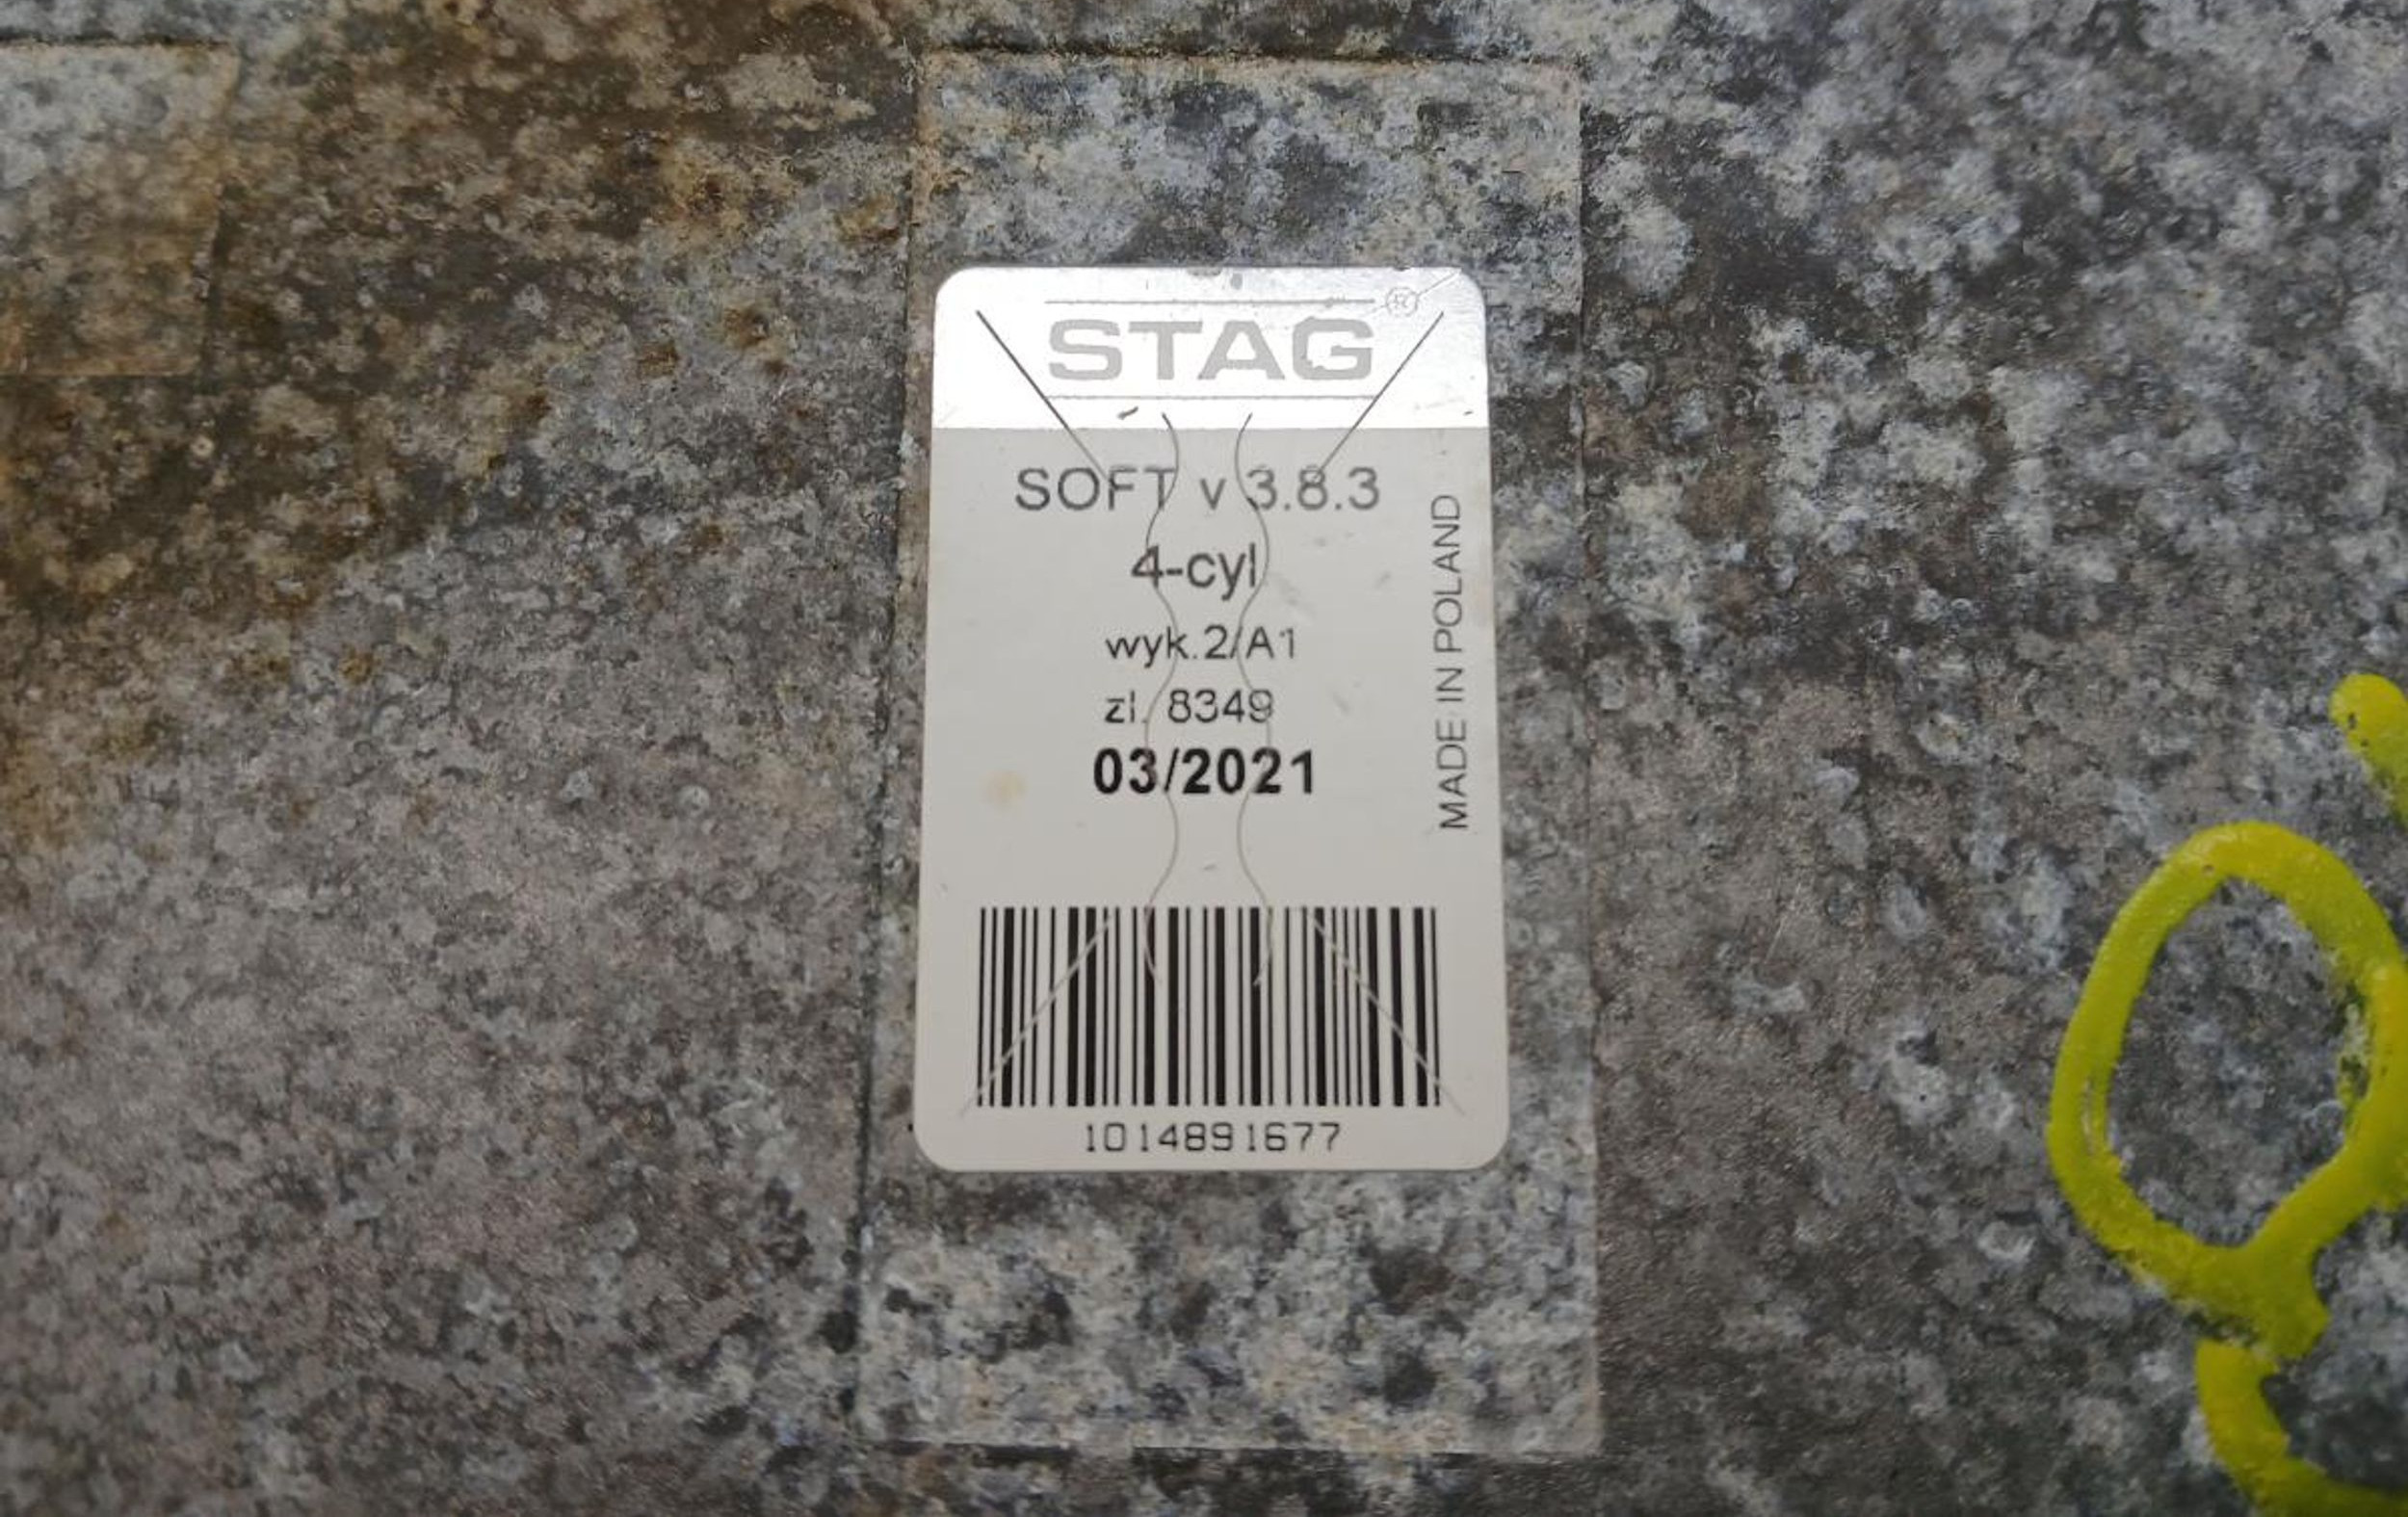 STAG®
SOFT v 3.8.3
4-cyl
wyk.2/A1
zl. 8349
03/2021
MADE IN POLAND
1014891677